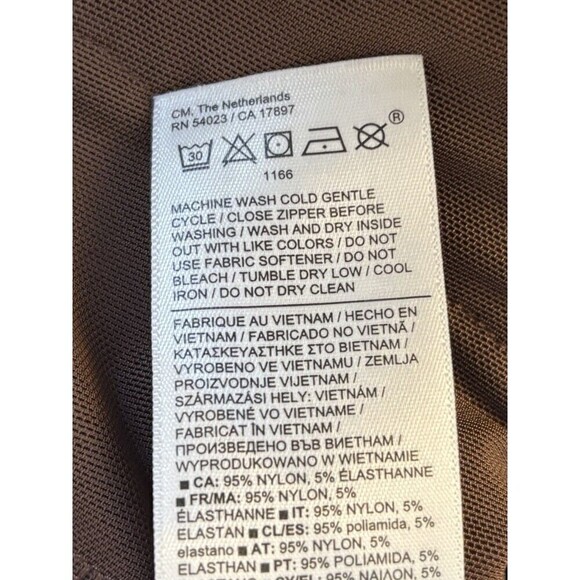 CM, The Netherlands
RN 54023 / CA 17897
30
®
1166
MACHINE WASH COLD GENTLE
CYCLE / CLOSE ZIPPER BEFORE
WASHING / WASH AND DRY INSIDE
OUT WITH LIKE COLORS / DO NOT
USE FABRIC SOFTENER / DO NOT
BLEACH / TUMBLE DRY LOW / COOL
IRON / DO NOT DRY CLEAN
FABRIQUE AU VIETNAM / HECHO EN
VIETNAM / FABRICADO NO VIETNÃ /
ΚΑΤΑΣΚΕΥΑΣΤΗΚΕ ΣΤΟ ΒΙΕΤΝΑΜ /
VYROBENO VE VIETNAMU / ZEMLJA
PROIZVODNJE VIJETNAM /
SZÁRMAZÁSI HELY: VIETNÁM /
VYROBENÉ VO VIETNAME /
FABRICAT ÎN VIETNAM /
ПРОИЗВЕДЕНО ВЪВ ВИЕТНАМ /
WYPRODUKOWANO W WIETNAMIE
■ CA: 95% NYLON, 5% ÉLASTHANNE
■ FR/MA: 95% NYLON, 5%
ÉLASTHANNE ■ IT: 95% NYLON, 5%
ELASTAN ■ CL/ES: 95% poliamida, 5%
elastano ■ AT: 95% NYLON, 5%
ELASTHAN ■ PT: 95% POLIAMIDA, 5%
95% ΝΑΪΛΟΝ, 5%